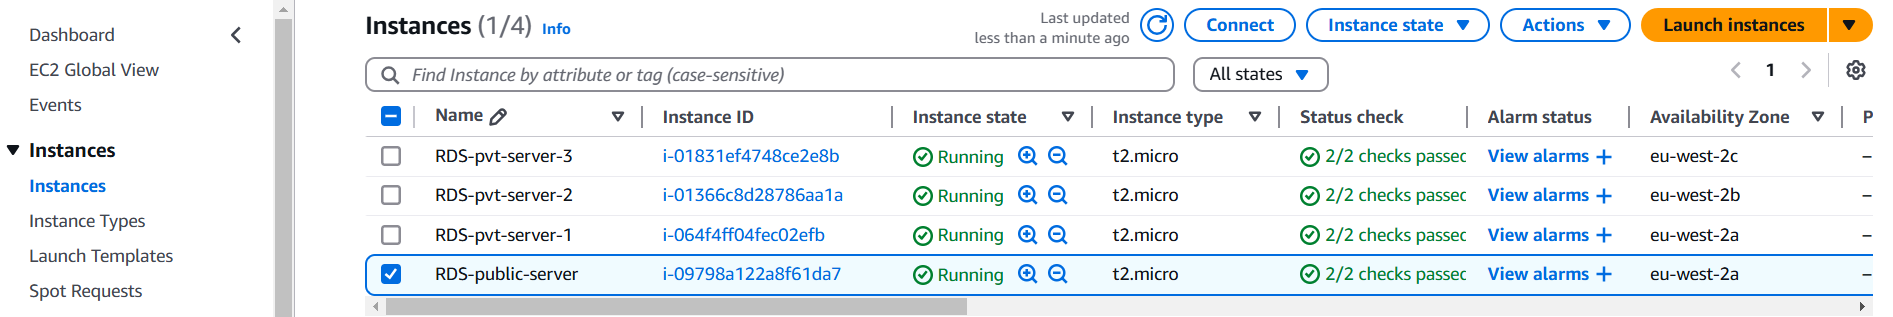 Dashboard
EC2 Global View
Events
Instances
Instances
Instance Types
Launch Templates
Spot Requests
Instances (1/4) Info
Last updated
less than a minute ago
Connect
Instance state
Actions
Launch instances
Find Instance by attribute or tag (case-sensitive)
All states
1
Name Instance ID Instance state Instance type Status check Alarm status Availability Zone P
RDS-pvt-server-3 i-01831ef4748ce2e8b Running t2.micro 2/2 checks passed View alarms + eu-west-2c –
RDS-pvt-server-2 i-01366c8d28786aa1a Running t2.micro 2/2 checks passed View alarms + eu-west-2b –
RDS-pvt-server-1 i-064f4ff04fec02efb Running t2.micro 2/2 checks passed View alarms + eu-west-2a –
RDS-public-server i-09798a122a8f61da7 Running t2.micro 2/2 checks passed View alarms + eu-west-2a –